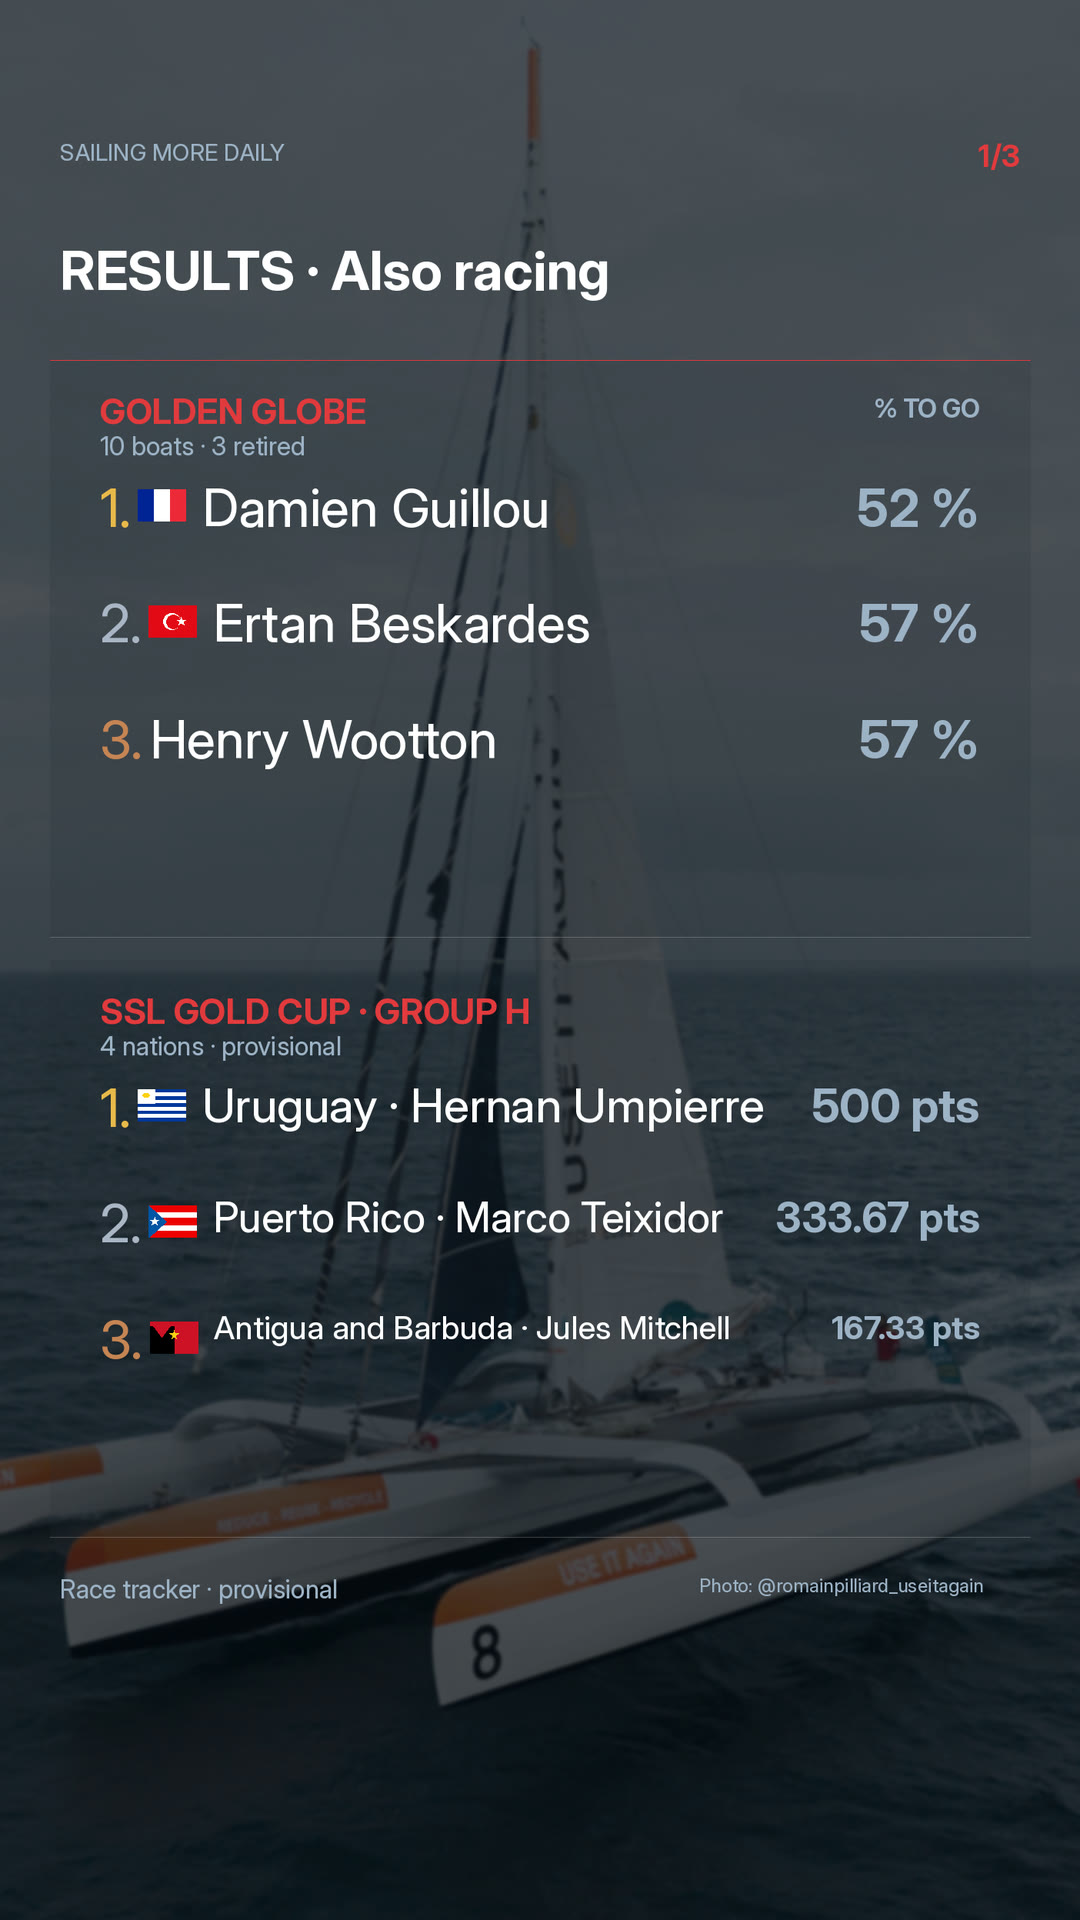 SAILING MORE DAILY
1/3
RESULTS · Also racing
GOLDEN GLOBE
% TO GO
10 boats · 3 retired
1. Damien Guillou 52 %
2. Ertan Beskardes 57 %
3. Henry Wootton 57 %
SSL GOLD CUP · GROUP H
4 nations · provisional
1. Uruguay · Hernan Umpierre 500 pts
2. Puerto Rico · Marco Teixidor 333.67 pts
3. Antigua and Barbuda · Jules Mitchell 167.33 pts
REDUCE - REUSE - RECYCLE
USE IT AGAIN
Race tracker · provisional
Photo: @romainpilliard_useitagain
8